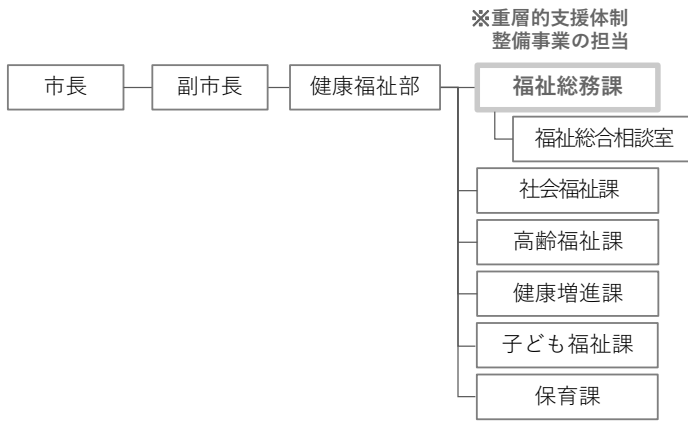 ※重層的支援体制
整備事業の担当
市長
副市長
健康福祉部
福祉総務課
福祉総合相談室
社会福祉課
高齢福祉課
健康増進課
子ども福祉課
保育課